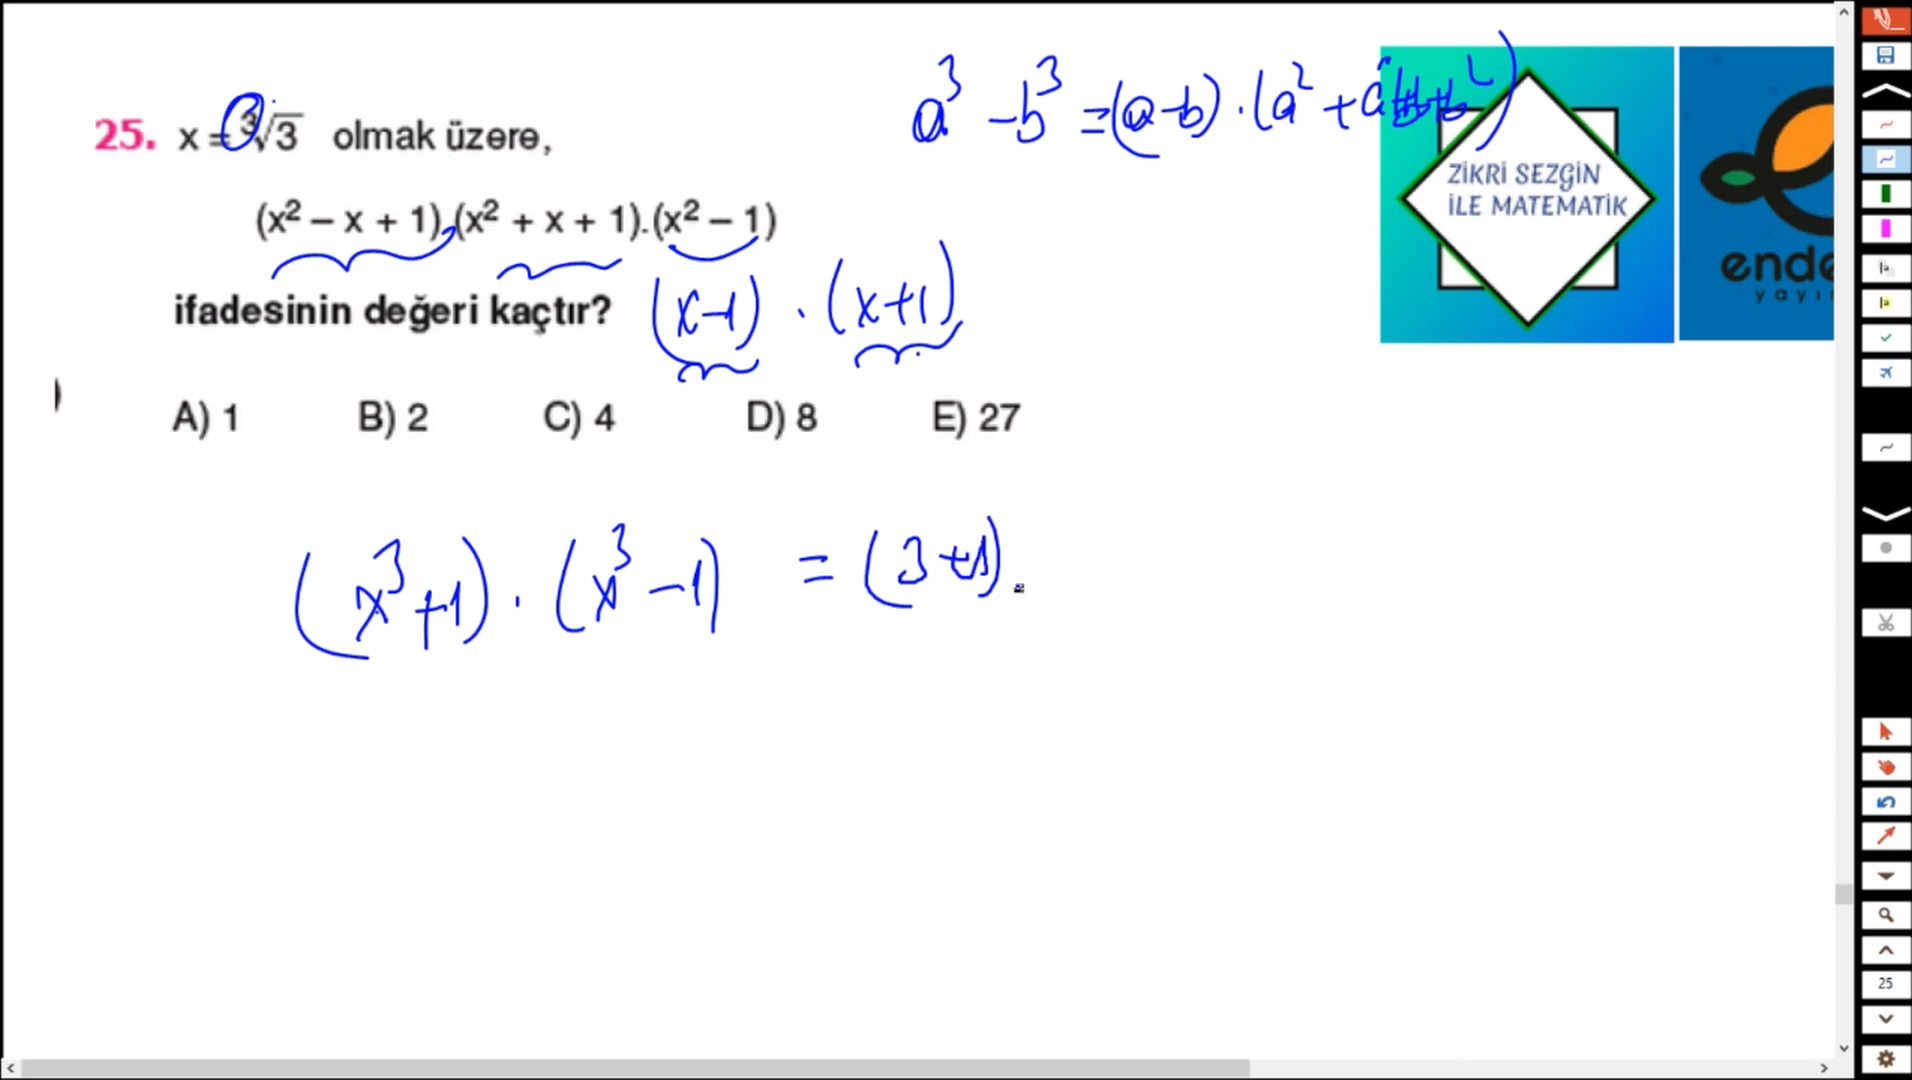 a³ - b³ = (a-b) · (a² + ab + b²)
25. x = ³√3 olmak üzere,
(x² – x + 1).(x² + x + 1).(x² – 1)
ifadesinin değeri kaçtır?
(x-1) · (x+1)
A) 1 B) 2 C) 4 D) 8 E) 27
(x³+1) · (x³-1) = (3+1) .
ZİKRİ SEZGİN
İLE MATEMATİK
ende
yayı
25